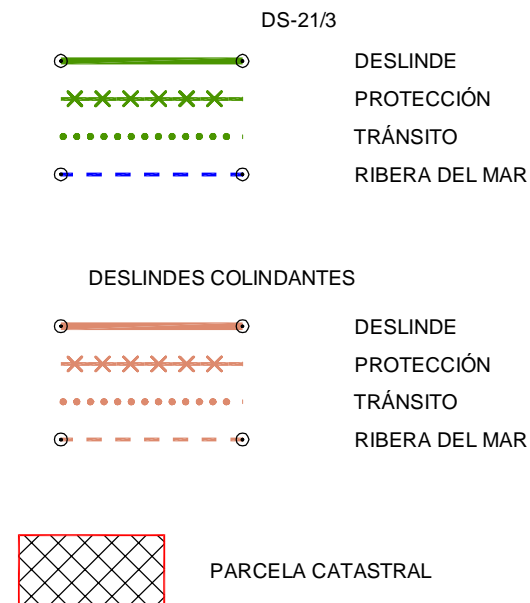 DS-21/3
DESLINDE
PROTECCIÓN
TRÁNSITO
RIBERA DEL MAR
DESLINDES COLINDANTES
DESLINDE
PROTECCIÓN
TRÁNSITO
RIBERA DEL MAR
PARCELA CATASTRAL